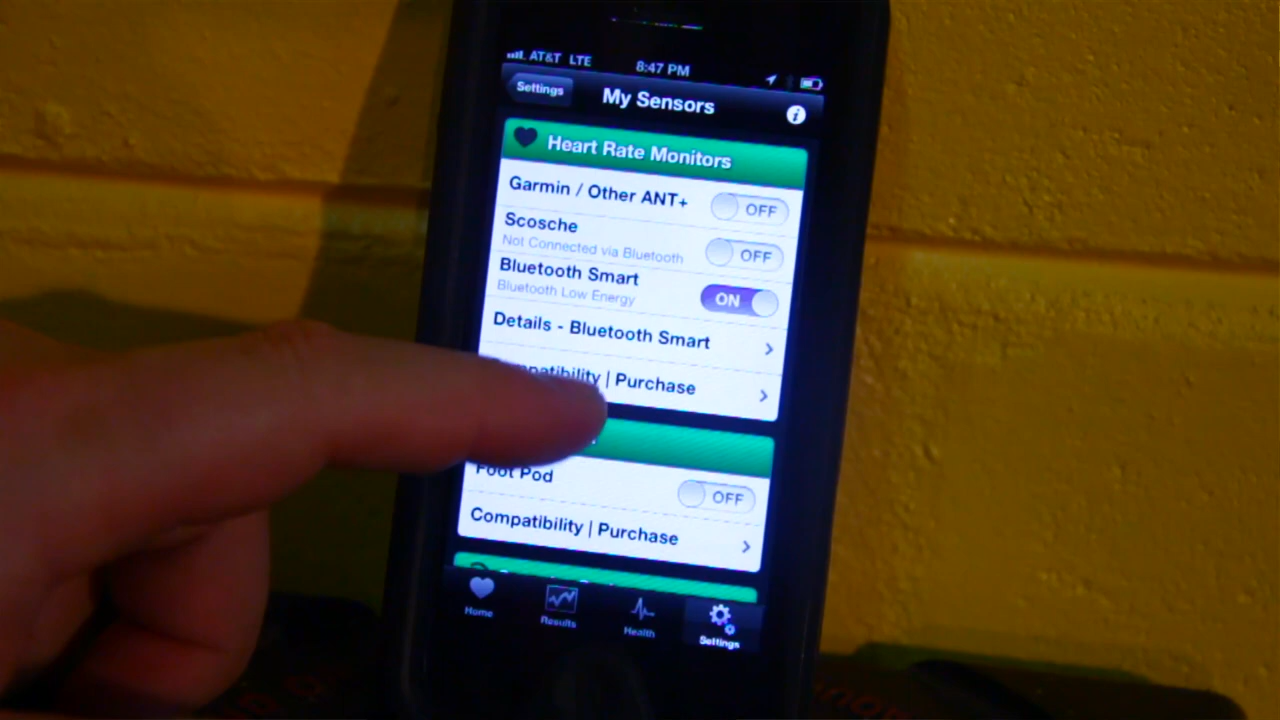 AT&T LTE 8:47 PM
Settings My Sensors i
Heart Rate Monitors
Garmin / Other ANT+ OFF
Scosche
Not Connected via Bluetooth OFF
Bluetooth Smart
Bluetooth Low Energy ON
Details - Bluetooth Smart
Compatibility | Purchase
Foot Pod OFF
Compatibility | Purchase
Home Results Health Settings